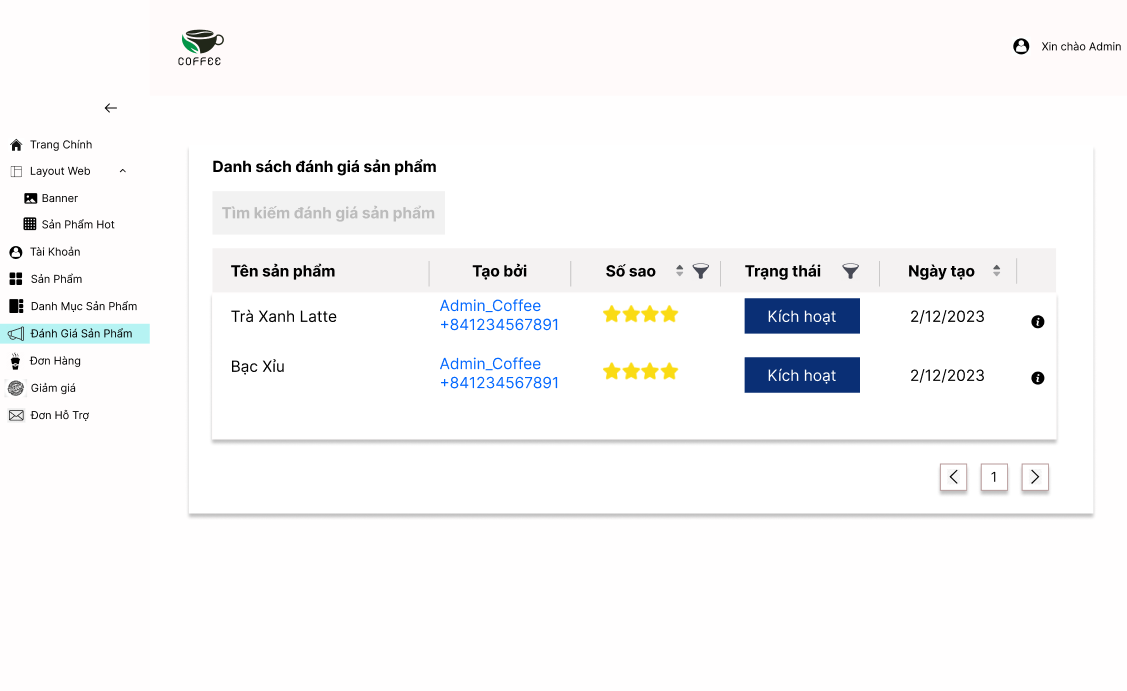 COFFEE
Xin chào Admin
Trang Chính
Layout Web
Banner
Sản Phẩm Hot
Tài Khoản
Sản Phẩm
Danh Mục Sản Phẩm
Đánh Giá Sản Phẩm
Đơn Hàng
Giảm giá
Đơn Hỗ Trợ
Danh sách đánh giá sản phẩm
Tìm kiếm đánh giá sản phẩm
Tên sản phẩm Tạo bởi Số sao Trạng thái Ngày tạo
Trà Xanh Latte Admin_Coffee Kích hoạt 2/12/2023
+841234567891
Bạc Xỉu Admin_Coffee Kích hoạt 2/12/2023
+841234567891
1